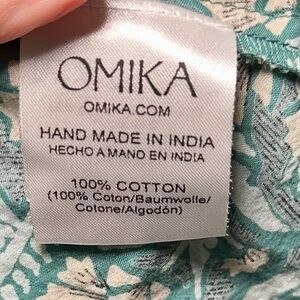 OMIKA
OMIKA.COM
HAND MADE IN INDIA
HECHO A MANO EN INDIA
100% COTTON
(100% Coton/Baumwolle/
Cotone/Algodón)